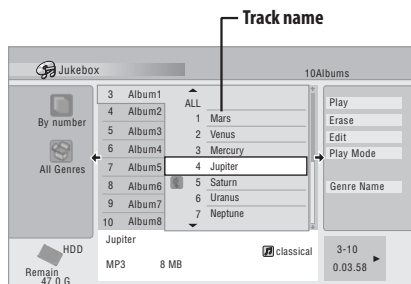 Track name
Jukebox
10Albums
By number
All Genres
3 Album1
4 Album2
5 Album3
6 Album4
7 Album5
8 Album6
9 Album7
10 Album8
ALL
1 Mars
2 Venus
3 Mercury
4 Jupiter
5 Saturn
6 Uranus
7 Neptune
Play
Erase
Edit
Play Mode
Genre Name
HDD
Remain
47.0 G
Jupiter
classical
MP3 8 MB
3-10
0.03.58